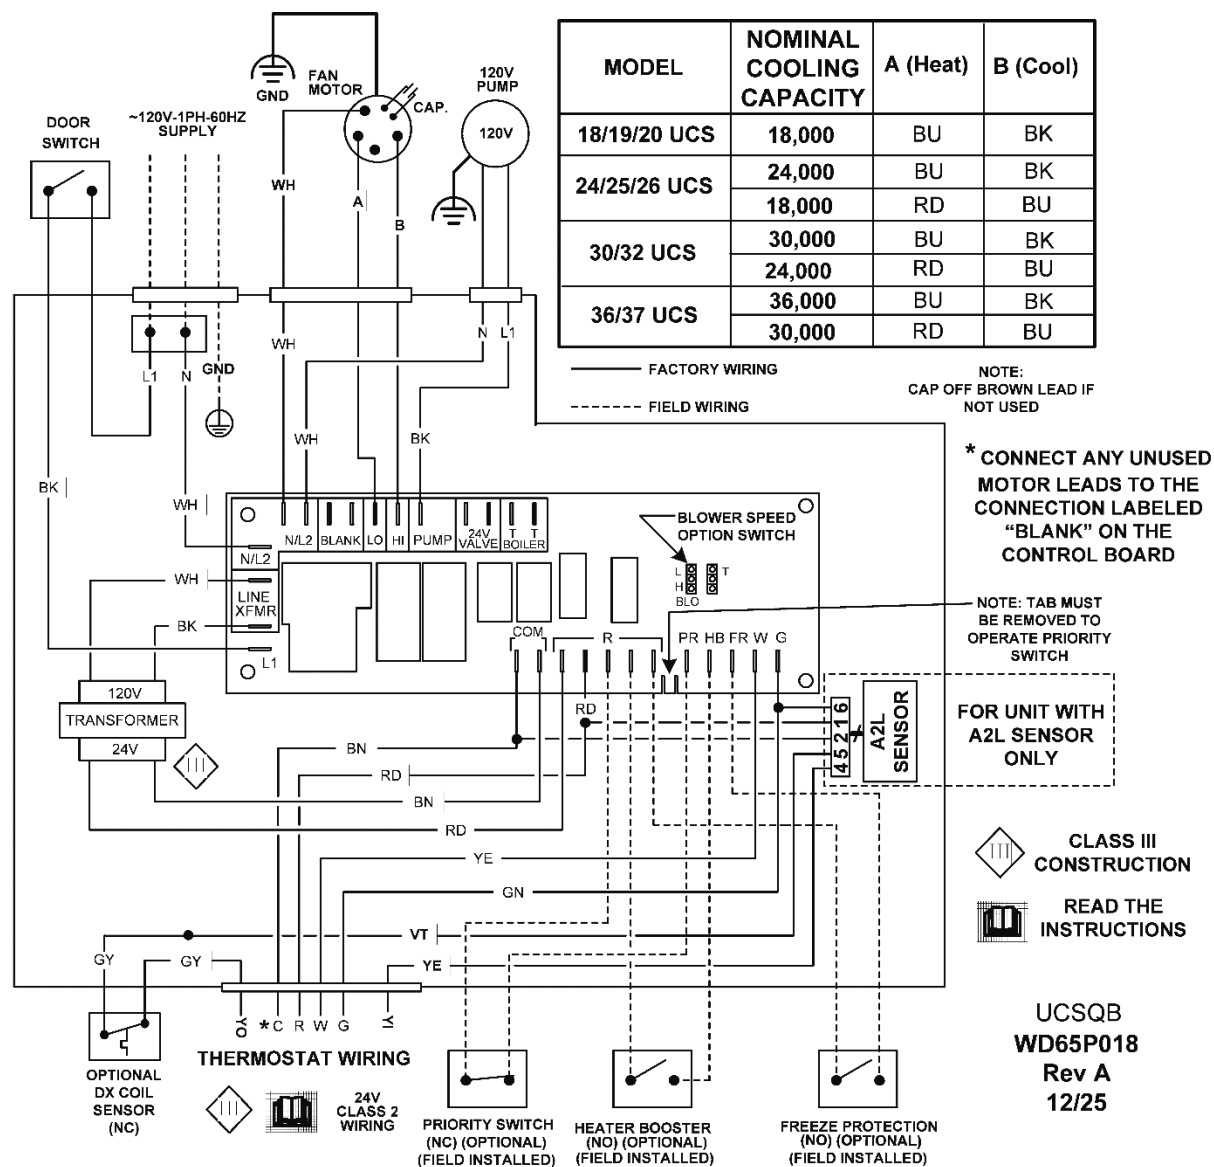 DOOR
SWITCH
~120V-1PH-60HZ
SUPPLY
GND
FAN
MOTOR
CAP.
120V
PUMP
120V
WH
A
B
MODEL
NOMINAL
COOLING
CAPACITY
A (Heat)
B (Cool)
18/19/20 UCS
18,000
BU
BK
24/25/26 UCS
24,000
BU
BK
18,000
RD
BU
30/32 UCS
30,000
BU
BK
24,000
RD
BU
36/37 UCS
36,000
BU
BK
30,000
RD
BU
FACTORY WIRING
FIELD WIRING
NOTE:
CAP OFF BROWN LEAD IF
NOT USED
* CONNECT ANY UNUSED
MOTOR LEADS TO THE
CONNECTION LABELED
“BLANK” ON THE
CONTROL BOARD
L1
N
GND
WH
N
L1
WH
BK
BK
WH
N/L2
BLANK
LO
HI
PUMP
24V
VALVE
T T
BOILER
BLOWER SPEED
OPTION SWITCH
L
H
BLO
T
N/L2
LINE
XFMR
L1
WH
BK
COM
R
PR
HB
FR
W
G
NOTE: TAB MUST
BE REMOVED TO
OPERATE PRIORITY
SWITCH
120V
TRANSFORMER
24V
III
RD
BN
RD
BN
RD
YE
GN
VT
YE
GY
GY
4 5 2 1 6
A2L
SENSOR
FOR UNIT WITH
A2L SENSOR
ONLY
III
CLASS III
CONSTRUCTION
READ THE
INSTRUCTIONS
YO
*C
R
W
G
YI
THERMOSTAT WIRING
III
24V
CLASS 2
WIRING
OPTIONAL
DX COIL
SENSOR
(NC)
PRIORITY SWITCH
(NC) (OPTIONAL)
(FIELD INSTALLED)
HEATER BOOSTER
(NO) (OPTIONAL)
(FIELD INSTALLED)
FREEZE PROTECTION
(NO) (OPTIONAL)
(FIELD INSTALLED)
UCSQB
WD65P018
Rev A
12/25